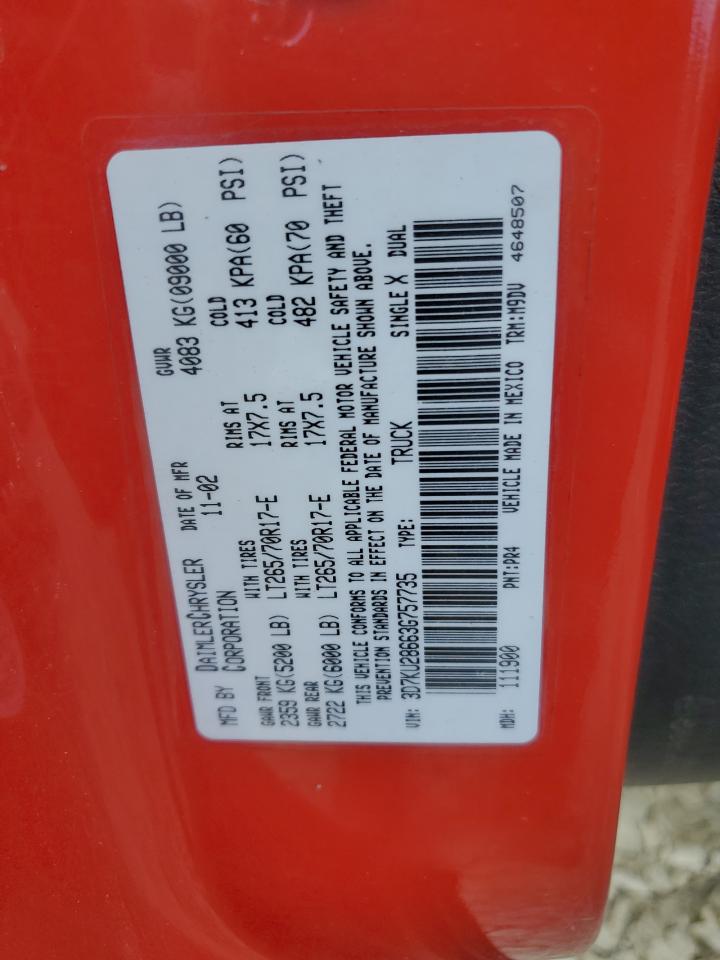 MFD BY DAIMLERCHRYSLER CORPORATION DATE OF MFR 11-02 GVWR 4083 KG(09000 LB)
GAWR FRONT WITH TIRES RIMS AT COLD
2359 KG(5200 LB) LT265/70R17-E 17X7.5 413 KPA(60 PSI)
GAWR REAR WITH TIRES RIMS AT COLD
2722 KG(6000 LB) LT265/70R17-E 17X7.5 482 KPA(70 PSI)
THIS VEHICLE CONFORMS TO ALL APPLICABLE FEDERAL MOTOR VEHICLE SAFETY AND THEFT
PREVENTION STANDARDS IN EFFECT ON THE DATE OF MANUFACTURE SHOWN ABOVE.
VIN: 3D7KU28663G757735 TYPE: TRUCK SINGLE X DUAL
MDH: 111900 PNT:PR4 VEHICLE MADE IN MEXICO TRM:M9DV 4648507